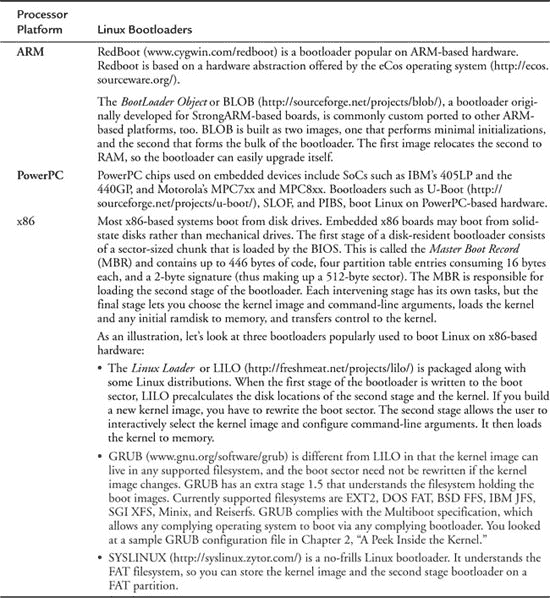 Processor
Platform Linux Bootloaders
ARM RedBoot (www.cygwin.com/redboot) is a bootloader popular on ARM-based hardware.
Redboot is based on a hardware abstraction offered by the eCos operating system (http://ecos.
sourceware.org/).
The BootLoader Object or BLOB (http://sourceforge.net/projects/blob/), a bootloader origi-
nally developed for StrongARM-based boards, is commonly custom ported to other ARM-
based platforms, too. BLOB is built as two images, one that performs minimal initializations,
and the second that forms the bulk of the bootloader. The first image relocates the second to
RAM, so the bootloader can easily upgrade itself.
PowerPC PowerPC chips used on embedded devices include SoCs such as IBM's 405LP and the
440GP, and Motorola's MPC7xx and MPC8xx. Bootloaders such as U-Boot (http://
sourceforge.net/projects/u-boot/), SLOF, and PIBS, boot Linux on PowerPC-based hardware.
x86 Most x86-based systems boot from disk drives. Embedded x86 boards may boot from solid-
state disks rather than mechanical drives. The first stage of a disk-resident bootloader consists
of a sector-sized chunk that is loaded by the BIOS. This is called the Master Boot Record
(MBR) and contains up to 446 bytes of code, four partition table entries consuming 16 bytes
each, and a 2-byte signature (thus making up a 512-byte sector). The MBR is responsible for
loading the second stage of the bootloader. Each intervening stage has its own tasks, but the
final stage lets you choose the kernel image and command-line arguments, loads the kernel
and any initial ramdisk to memory, and transfers control to the kernel.
As an illustration, let's look at three bootloaders popularly used to boot Linux on x86-based
hardware:
• The Linux Loader or LILO (http://freshmeat.net/projects/lilo/) is packaged along with
some Linux distributions. When the first stage of the bootloader is written to the boot
sector, LILO precalculates the disk locations of the second stage and the kernel. If you build
a new kernel image, you have to rewrite the boot sector. The second stage allows the user to
interactively select the kernel image and configure command-line arguments. It then loads
the kernel to memory.
• GRUB (www.gnu.org/software/grub) is different from LILO in that the kernel image can
live in any supported filesystem, and the boot sector need not be rewritten if the kernel
image changes. GRUB has an extra stage 1.5 that understands the filesystem holding the
boot images. Currently supported filesystems are EXT2, DOS FAT, BSD FFS, IBM JFS,
SGI XFS, Minix, and Reiserfs. GRUB complies with the Multiboot specification, which
allows any complying operating system to boot via any complying bootloader. You looked
at a sample GRUB configuration file in Chapter 2, "A Peek Inside the Kernel."
• SYSLINUX (http://syslinux.zytor.com/) is a no-frills Linux bootloader. It understands the
FAT filesystem, so you can store the kernel image and the second stage bootloader on a
FAT partition.